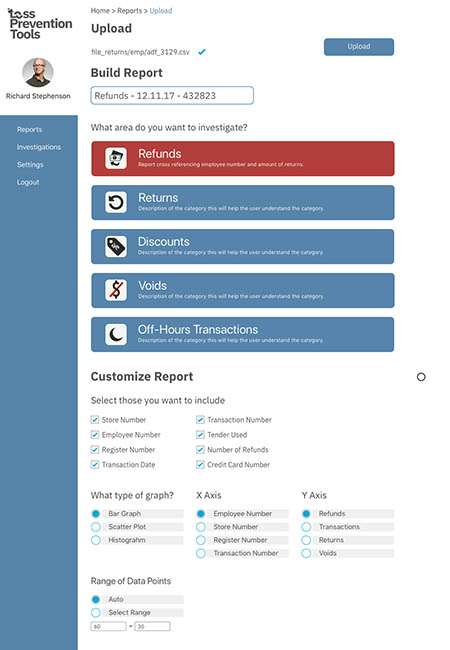 Loss
Prevention
Tools
Richard Stephenson
Reports
Investigations
Settings
Logout
Home > Reports > Upload
Upload
file_returns/emp/adf_3129.csv
Upload
Build Report
Refunds - 12.11.17 - 432823
What area do you want to investigate?
Refunds
Report cross referencing employee number and amount of returns.
Returns
Description of the category this will help the user understand the category.
Discounts
Description of the category this will help the user understand the category.
Voids
Description of the category this will help the user understand the category.
Off-Hours Transactions
Description of the category this will help the user understand the category.
Customize Report
Select those you want to include
Store Number
Transaction Number
Employee Number
Tender Used
Register Number
Number of Refunds
Transaction Date
Credit Card Number
What type of graph?
Bar Graph
Scatter Plot
Histograhm
X Axis
Employee Number
Store Number
Register Number
Transaction Number
Y Axis
Refunds
Transactions
Returns
Voids
Range of Data Points
Auto
Select Range
60 – 30